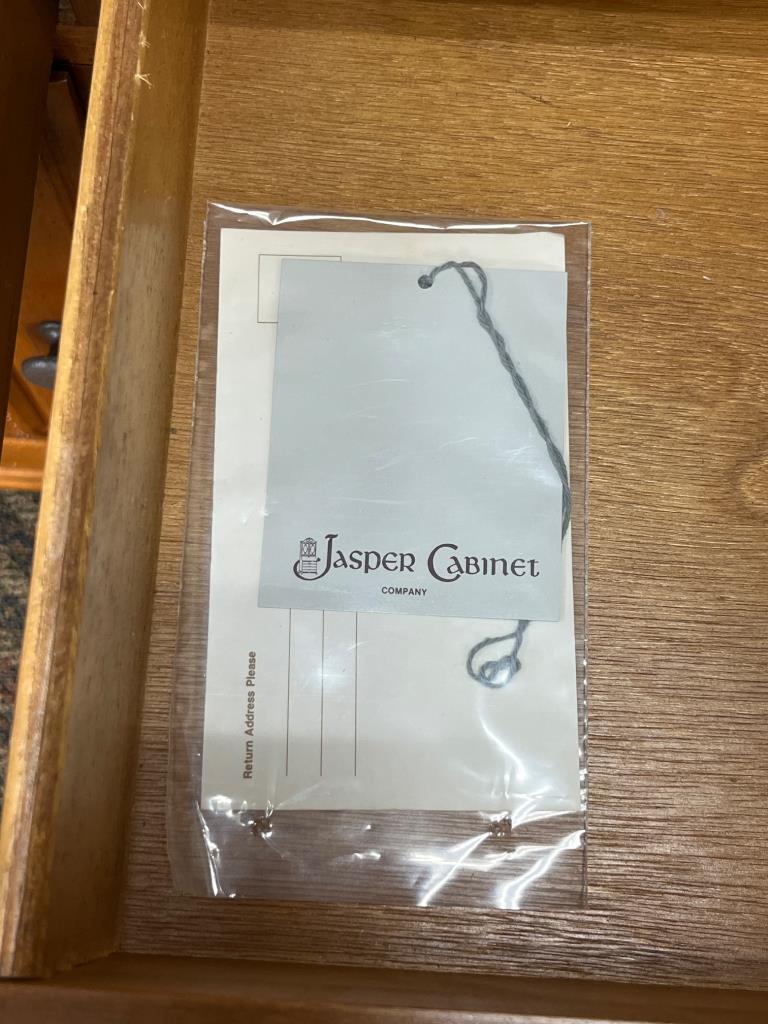 Jasper Cabinet
COMPANY
Return Address Please